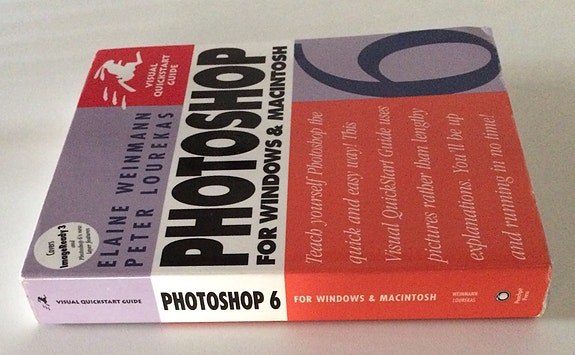 VISUAL
QUICKSTART
GUIDE
ELAINE WEINMANN
PETER LOUREKAS
Covers
ImageReady 3
and
Photoshop 6's new
layer features
PHOTOSHOP
FOR WINDOWS & MACINTOSH
6
Teach yourself Photoshop the
quick and easy way! This
Visual QuickStart Guide uses
pictures rather than lengthy
explanations. You'll be up
and running in no time!
VISUAL QUICKSTART GUIDE
PHOTOSHOP 6
FOR WINDOWS & MACINTOSH
WEINMANN
LOUREKAS
Peachpit
Press